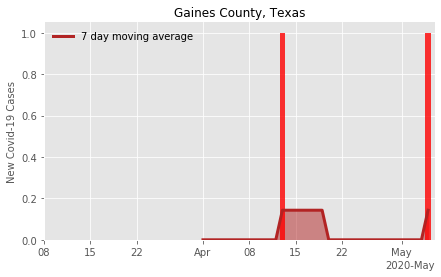 Gaines County, Texas
7 day moving average
New Covid-19 Cases
1.0
0.8
0.6
0.4
0.2
0.0
08 15 22 Apr 08 15 22 May
2020-May